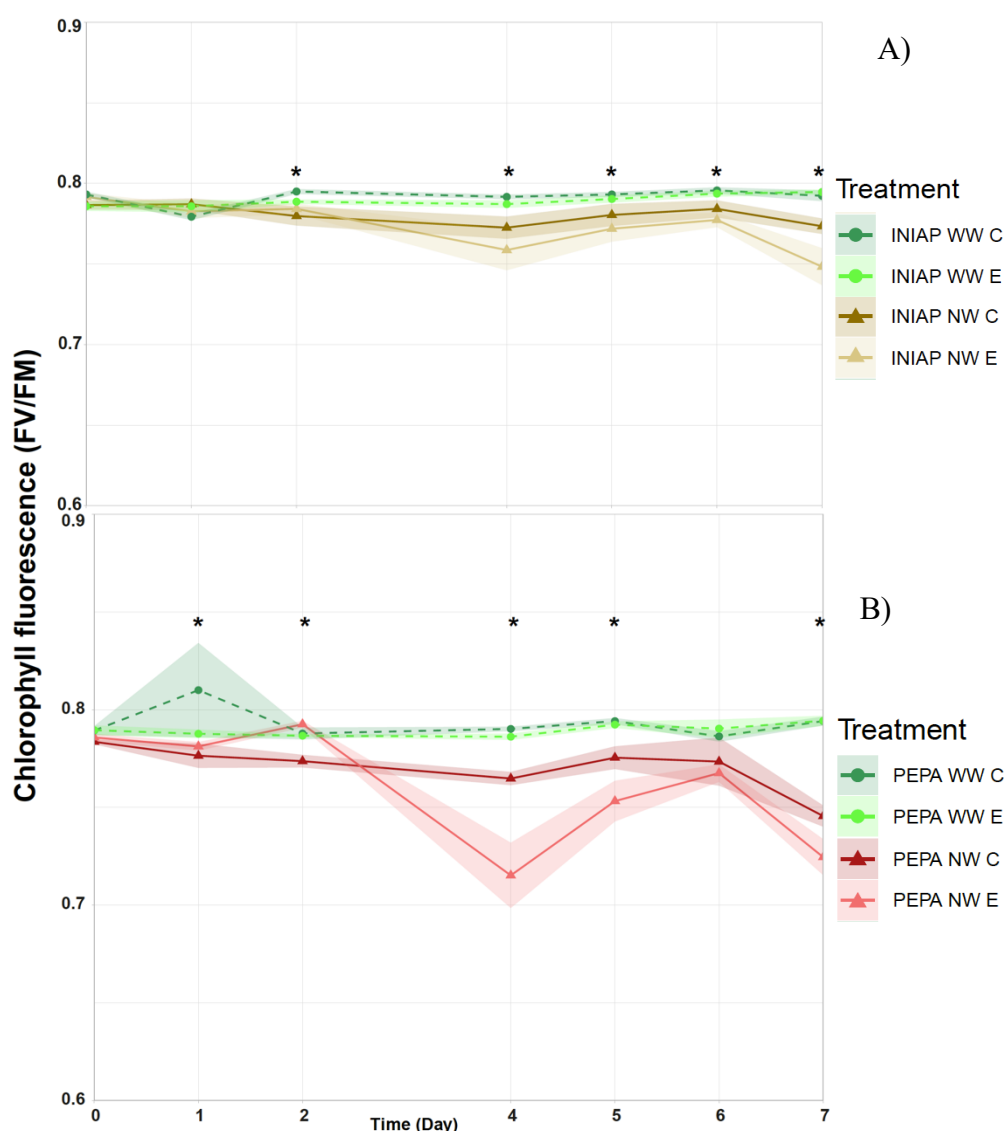 0.9
A)
* * * * *
0.8
Treatment
INIAP WW C
INIAP WW E
INIAP NW C
INIAP NW E
0.7
0.6
Chlorophyll fluorescence (FV/FM)
0.9
B)
* * * * *
0.8
Treatment
PEPA WW C
PEPA WW E
PEPA NW C
PEPA NW E
0.7
0.6
0 1 2 4 5 6 7
Time (Day)